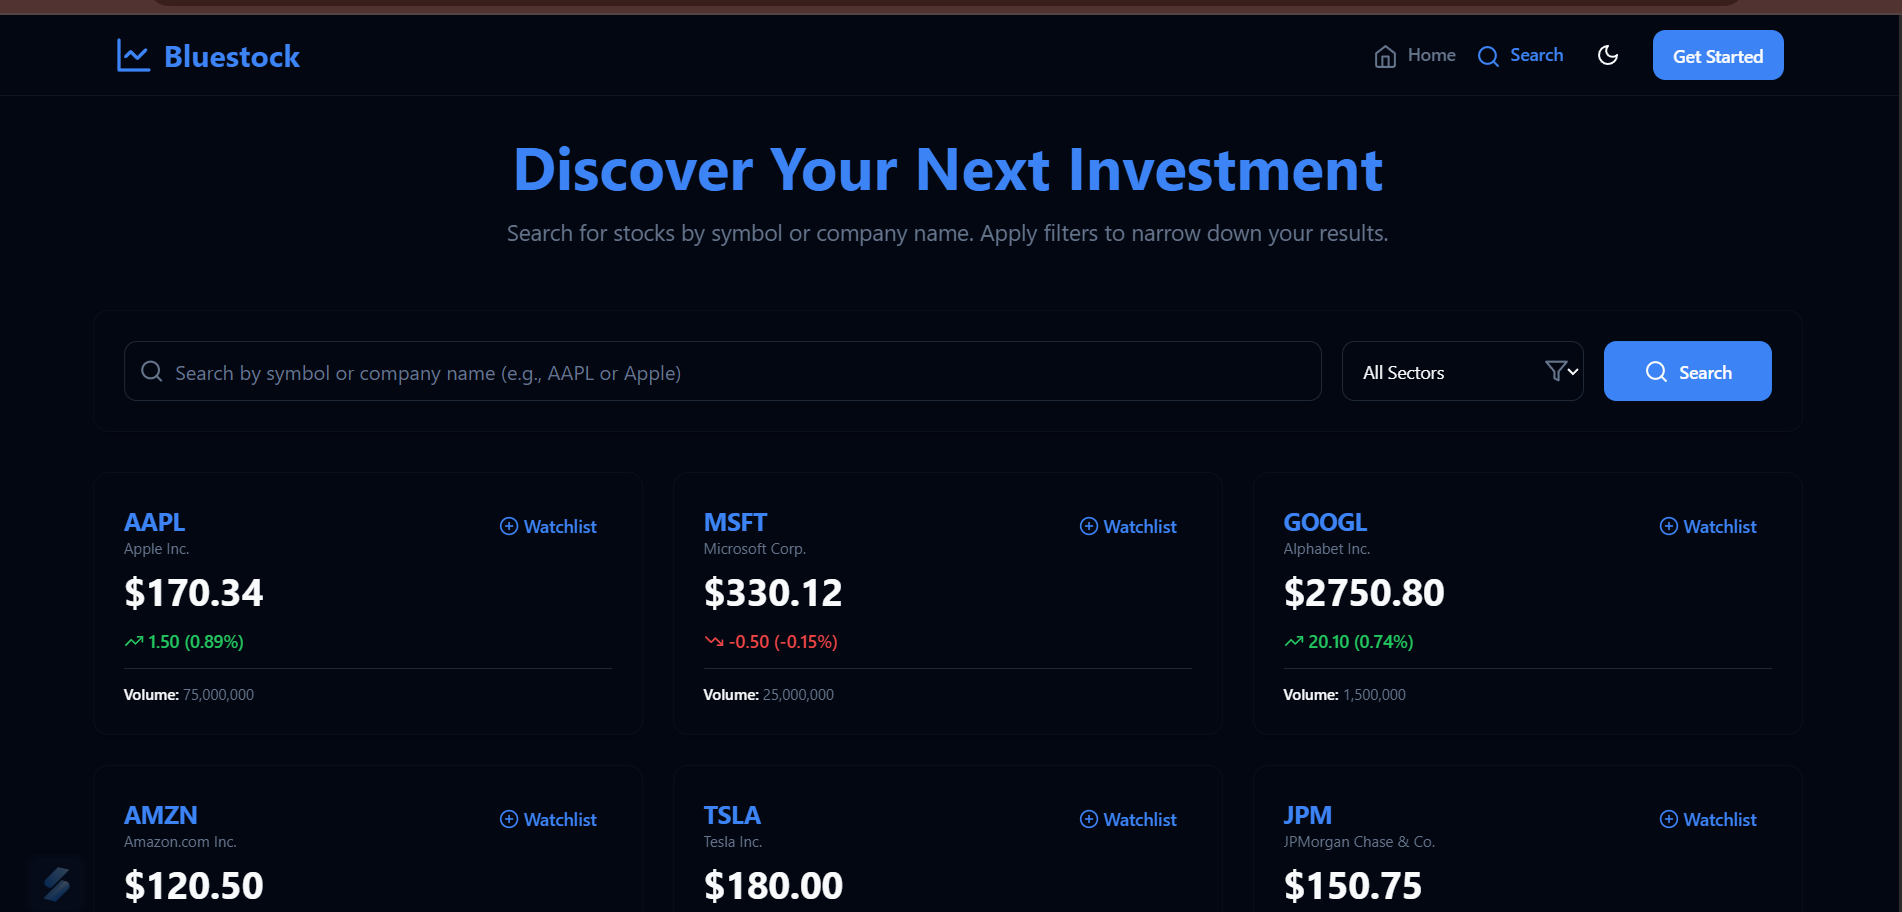 Bluestock
Home
Search
Get Started
Discover Your Next Investment
Search for stocks by symbol or company name. Apply filters to narrow down your results.
Search by symbol or company name (e.g., AAPL or Apple)
All Sectors
Search
AAPL
Watchlist
Apple Inc.
$170.34
1.50 (0.89%)
Volume: 75,000,000
MSFT
Watchlist
Microsoft Corp.
$330.12
-0.50 (-0.15%)
Volume: 25,000,000
GOOGL
Watchlist
Alphabet Inc.
$2750.80
20.10 (0.74%)
Volume: 1,500,000
AMZN
Watchlist
Amazon.com Inc.
$120.50
TSLA
Watchlist
Tesla Inc.
$180.00
JPM
Watchlist
JPMorgan Chase & Co.
$150.75